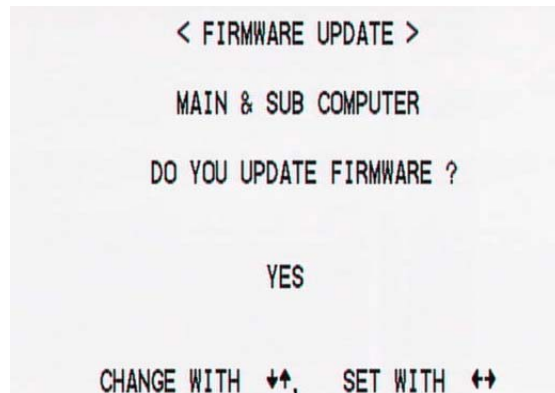 < FIRMWARE UPDATE >
MAIN & SUB COMPUTER
DO YOU UPDATE FIRMWARE ?
YES
CHANGE WITH ↓↑, SET WITH ↔